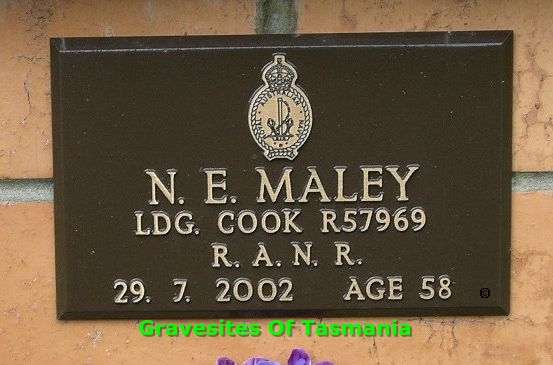 N. E. MALEY
LDG. COOK R57969
R. A. N. R.
29. 7. 2002 AGE 58 ©
Gravesites Of Tasmania